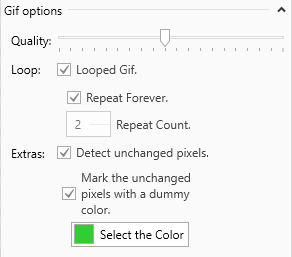 Gif options
Quality:
Loop: Looped Gif.
Repeat Forever.
2 Repeat Count.
Extras: Detect unchanged pixels.
Mark the unchanged
pixels with a dummy
color.
Select the Color